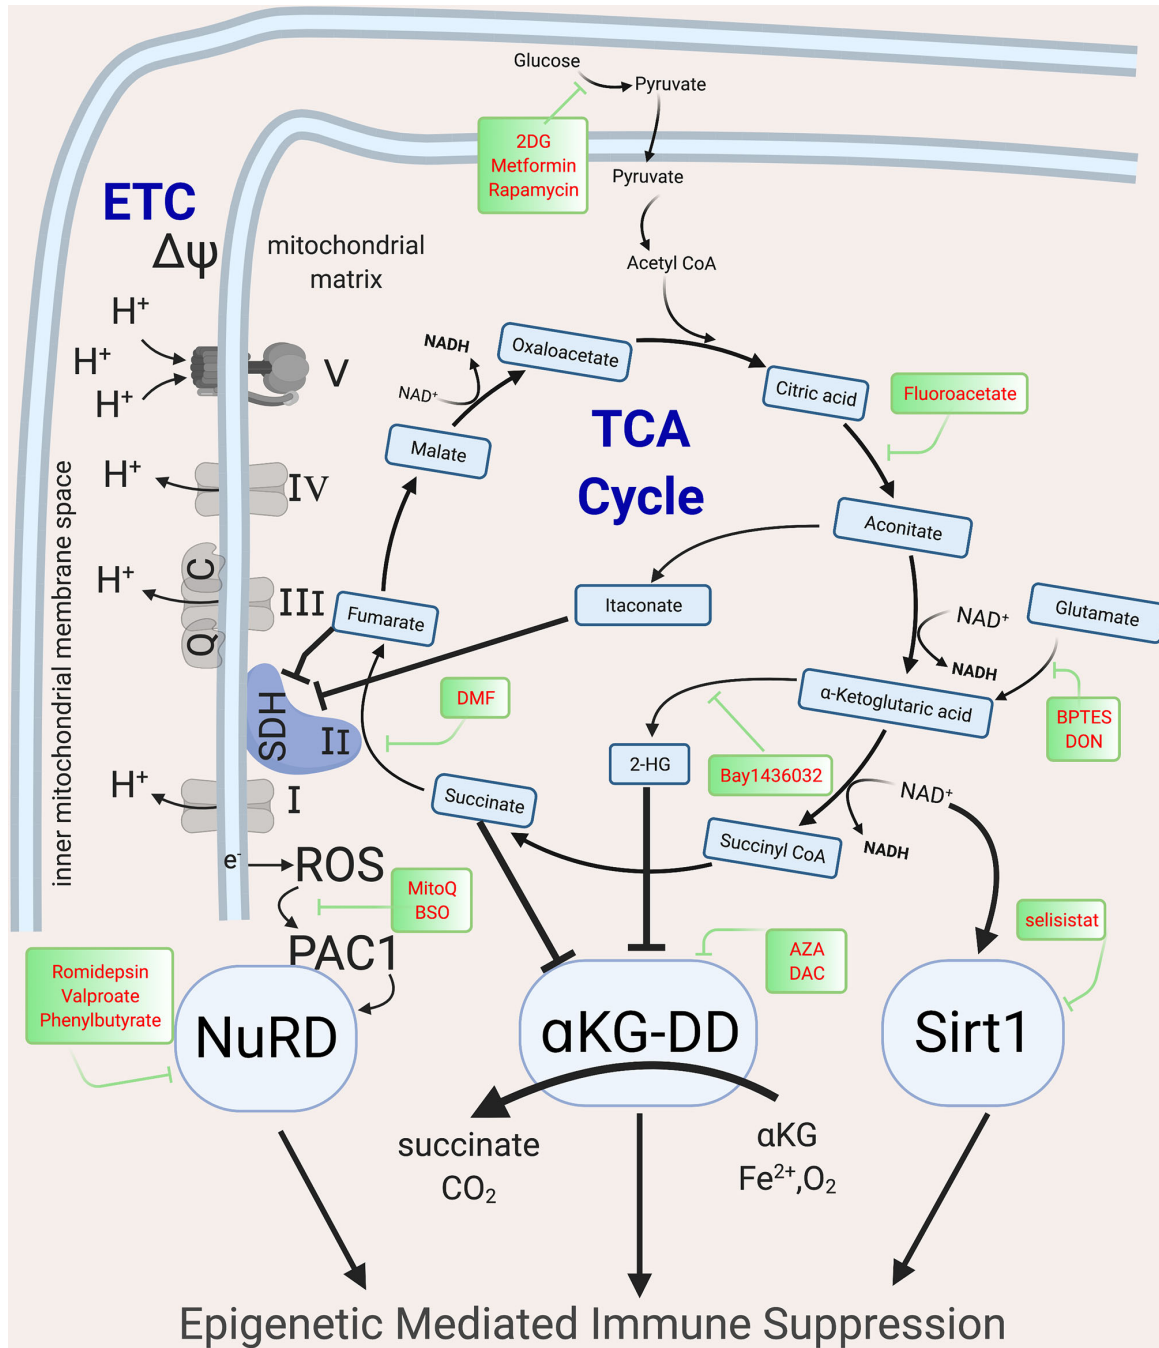 Glucose
Pyruvate
2DG
Metformin
Rapamycin
Pyruvate
Acetyl CoA
ETC
Δψ
mitochondrial
matrix
H⁺
H⁺
H⁺
V
NADH
NAD⁺
Oxaloacetate
Citric acid
Fluoroacetate
TCA
Cycle
Malate
H⁺
IV
Aconitate
inner mitochondrial membrane space
C
H⁺
III
Q
Fumarate
Itaconate
NAD⁺
NADH
Glutamate
SDH
II
DMF
α-Ketoglutaric acid
BPTES
DON
2-HG
Bay1436032
H⁺
I
Succinate
NAD⁺
Succinyl CoA
NADH
e⁻
ROS
MitoQ
BSO
PAC1
selisistat
AZA
DAC
Romidepsin
Valproate
Phenylbutyrate
NuRD
αKG-DD
Sirt1
succinate
CO₂
αKG
Fe²⁺,O₂
Epigenetic Mediated Immune Suppression